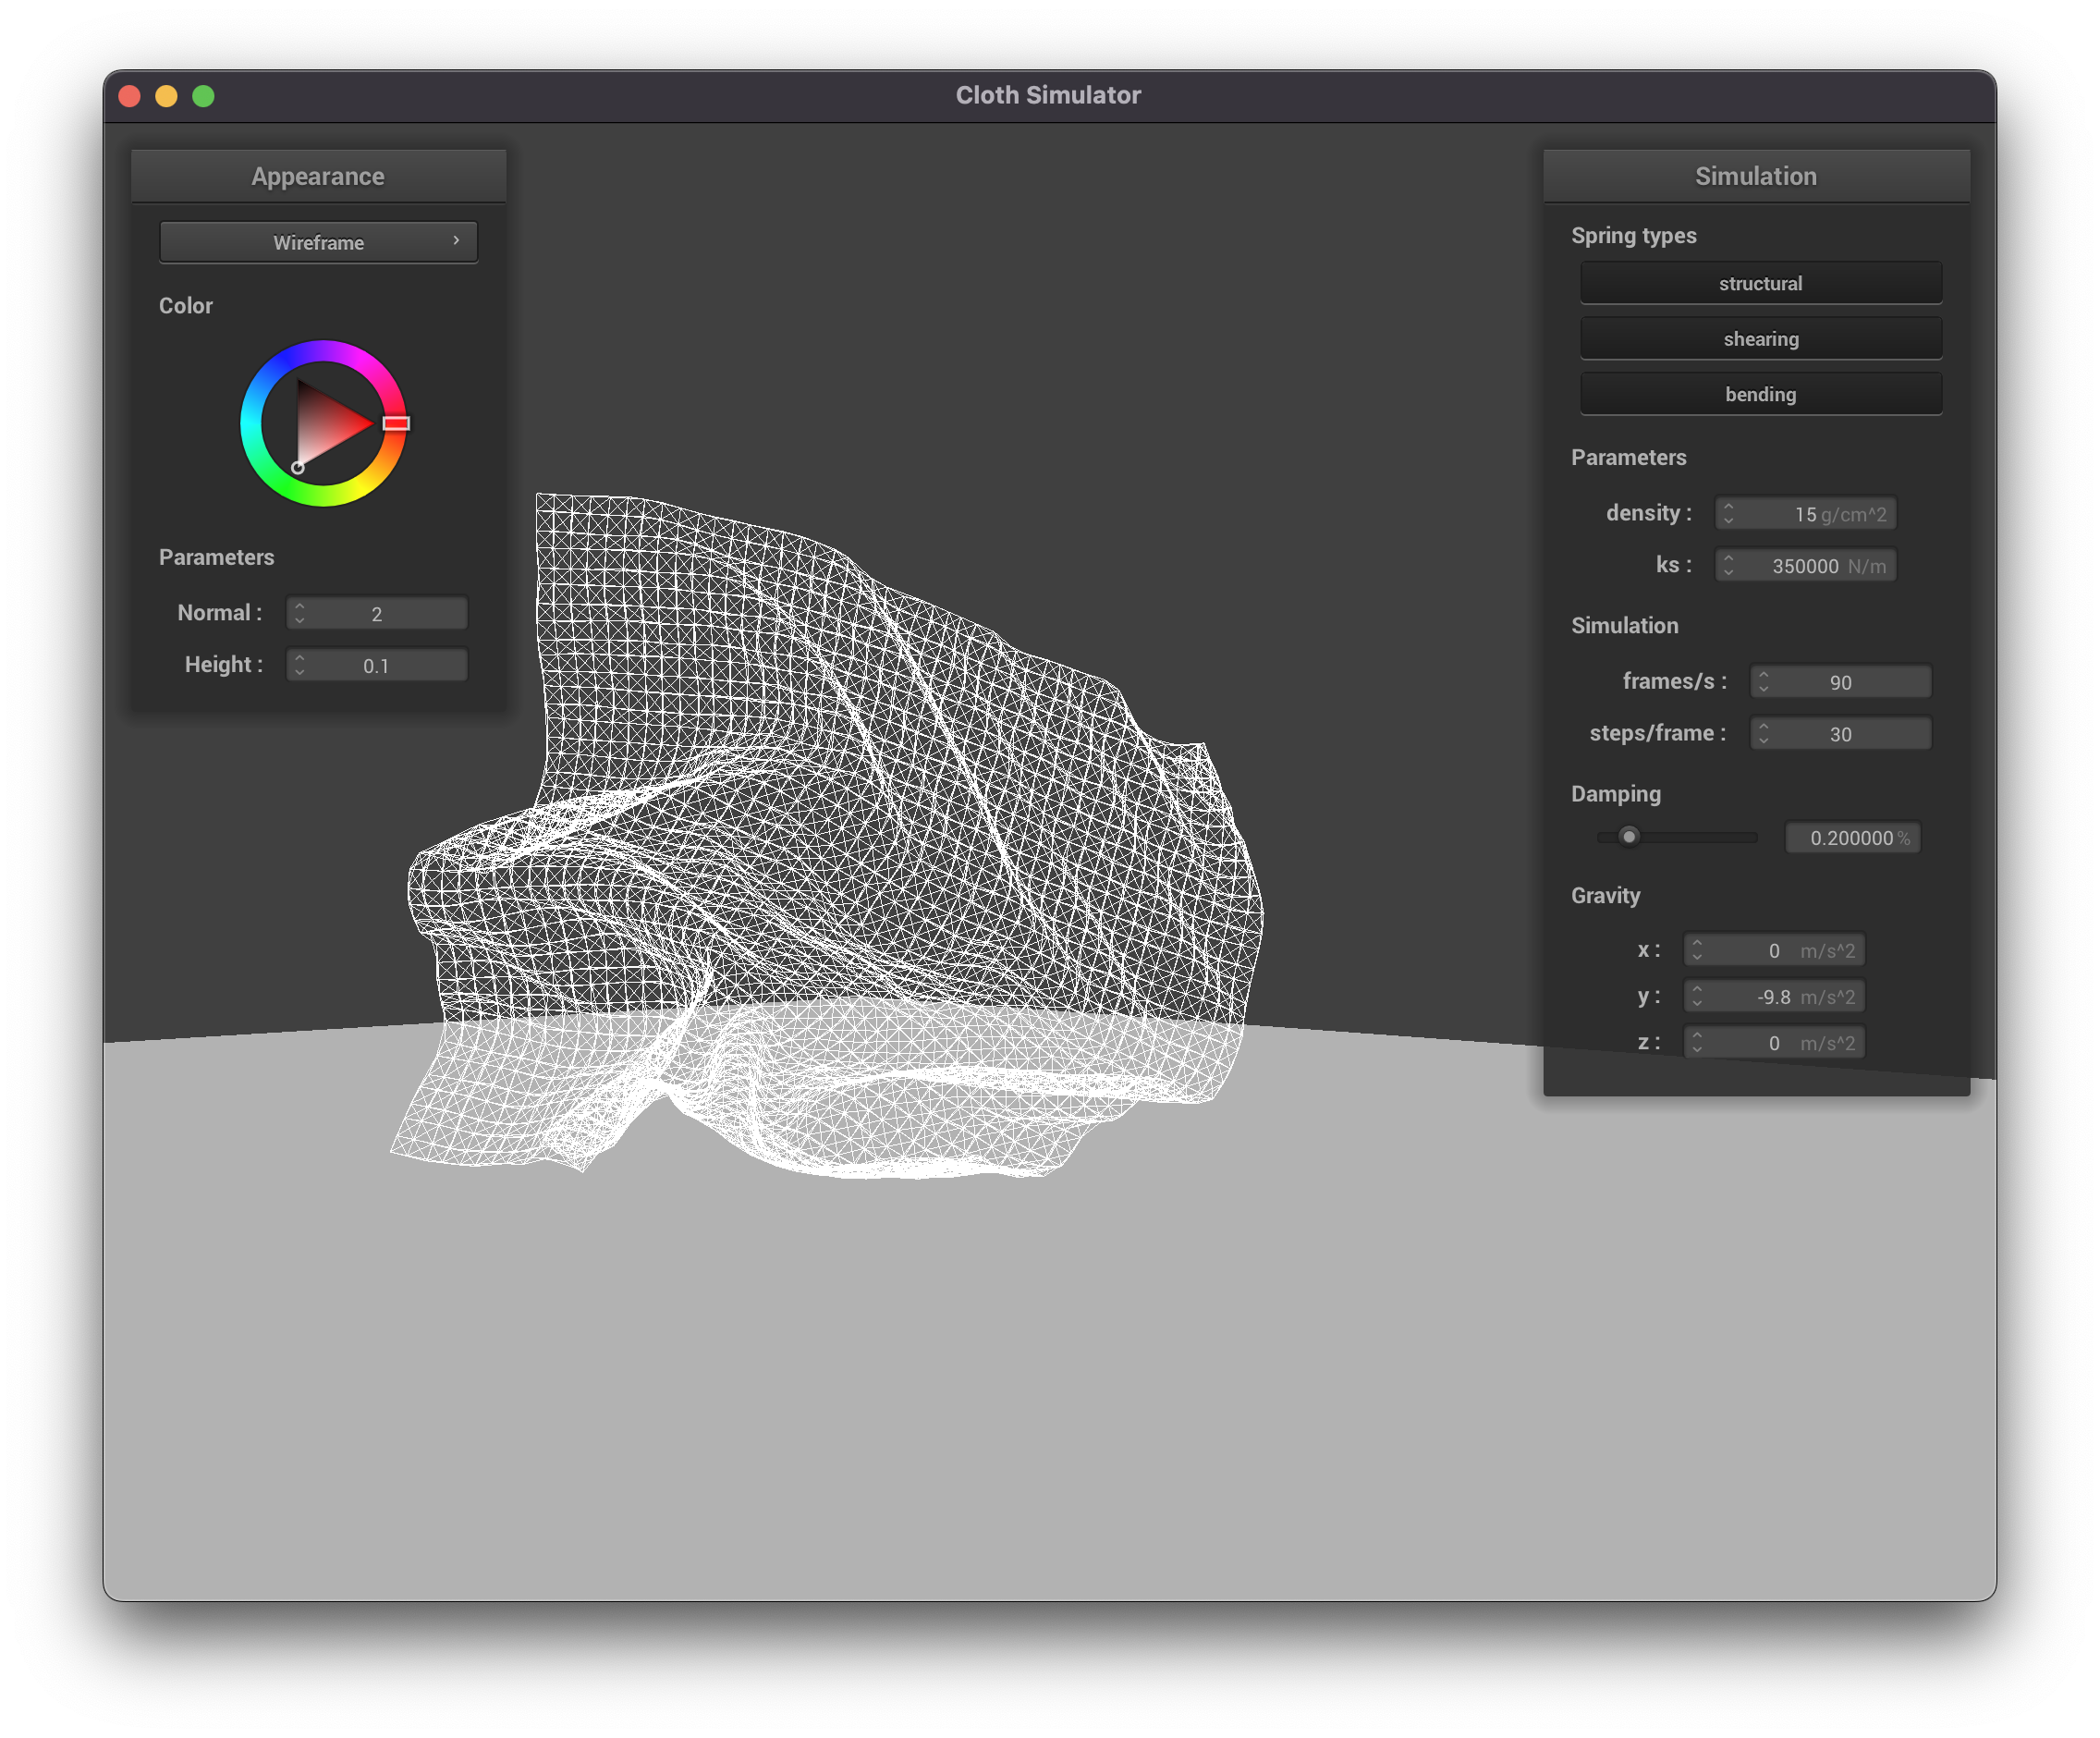 Cloth Simulator
Appearance
Wireframe
Color
Parameters
Normal : 2
Height : 0.1
Simulation
Spring types
structural
shearing
bending
Parameters
density : 15 g/cm^2
ks : 350000 N/m
Simulation
frames/s : 90
steps/frame : 30
Damping
0.200000 %
Gravity
x : 0 m/s^2
y : -9.8 m/s^2
z : 0 m/s^2